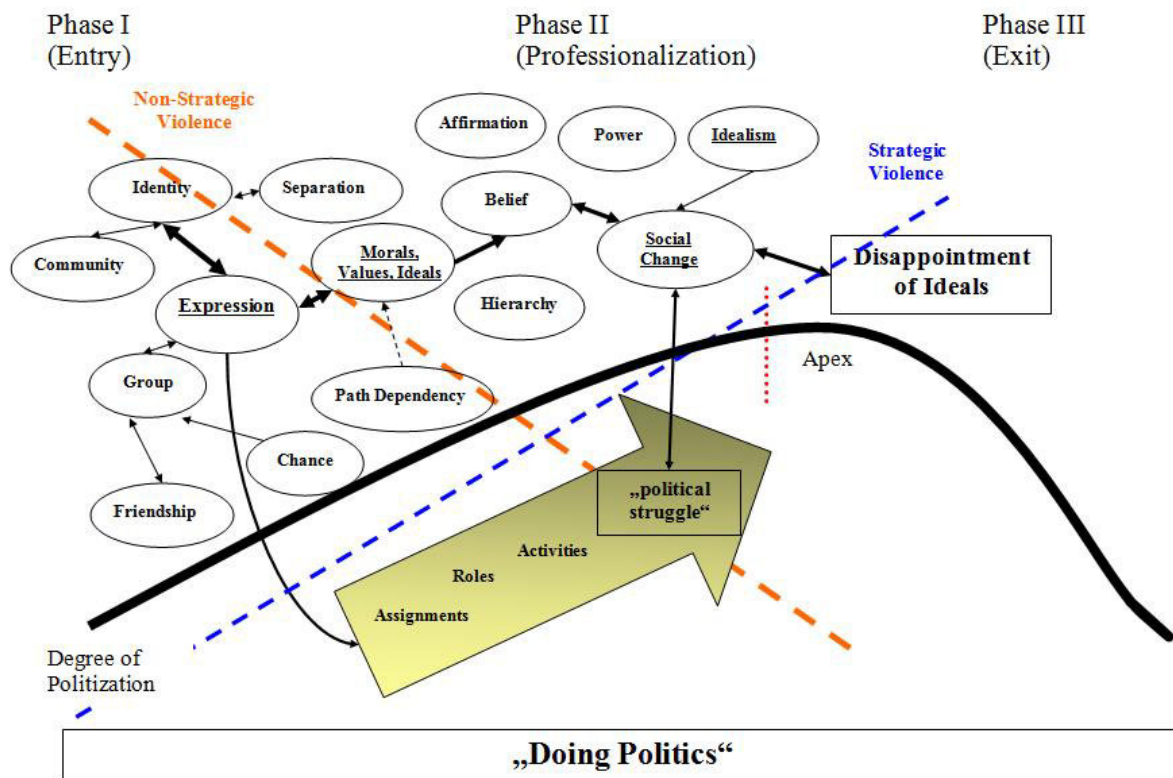 Phase I
(Entry)
Phase II
(Professionalization)
Phase III
(Exit)
Non-Strategic
Violence
Affirmation
Power
Idealism
Strategic
Violence
Identity
Separation
Belief
Community
Morals,
Values, Ideals
Social
Change
Disappointment
of Ideals
Expression
Hierarchy
Apex
Group
Path Dependency
Chance
Friendship
„political
struggle“
Activities
Roles
Assignments
Degree of
Politization
„Doing Politics“